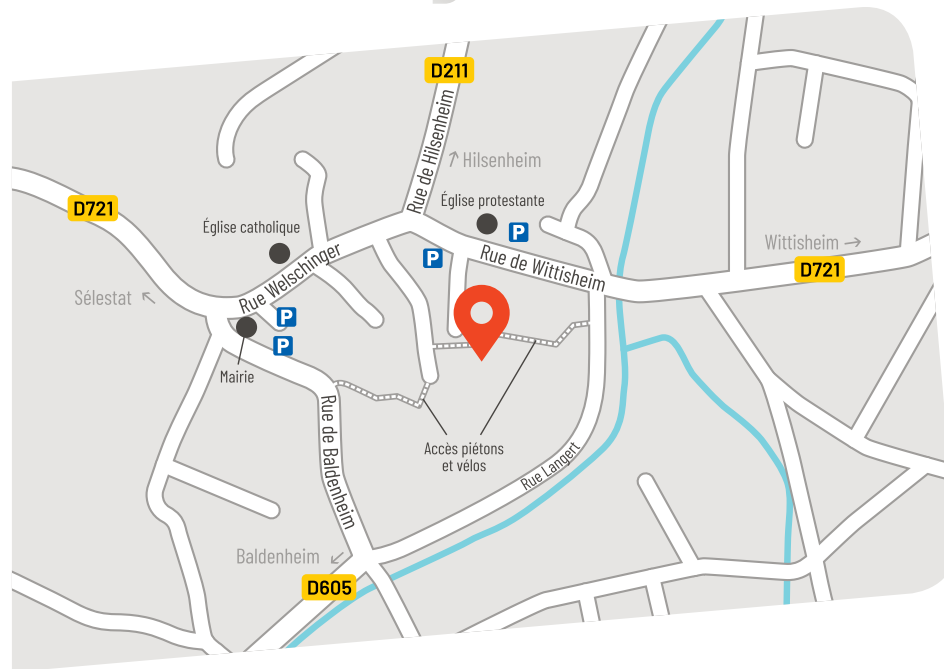 D211
Rue de Hilsenheim
Hilsenheim
Église protestante
P
D721
Église catholique
Rue Welschinger
P
Rue de Wittisheim
Wittisheim
D721
Sélestat
P
P
Mairie
Rue de Baldenheim
Accès piétons
et vélos
Rue Langert
Baldenheim
D605